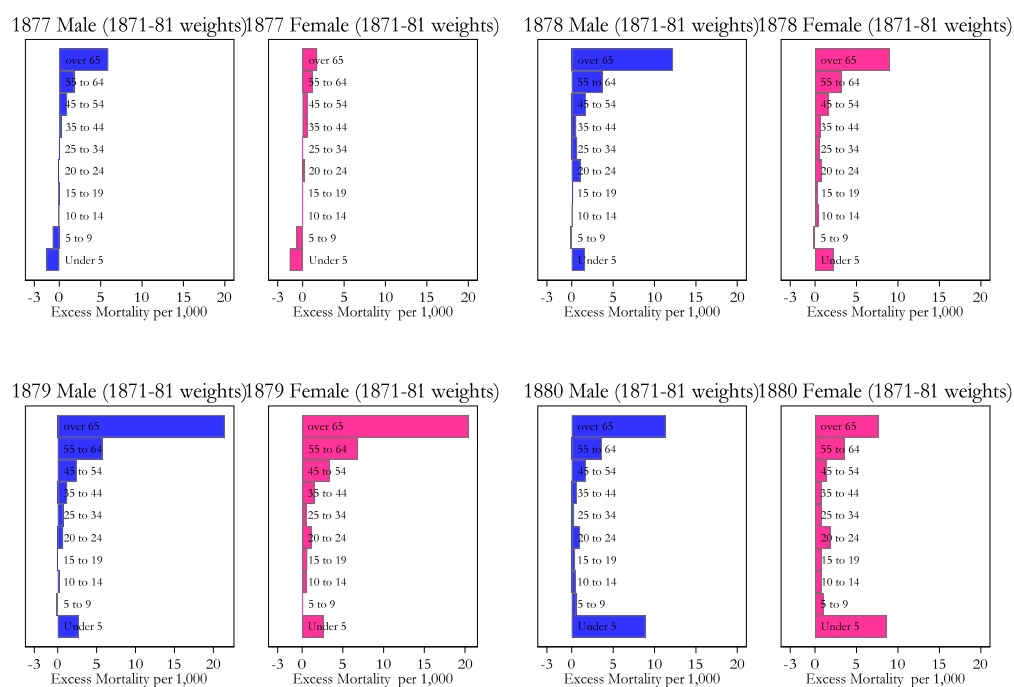 1877 Male (1871-81 weights)
over 65
55 to 64
45 to 54
35 to 44
25 to 34
20 to 24
15 to 19
10 to 14
5 to 9
Under 5
-3 0 5 10 15 20
Excess Mortality per 1,000
1877 Female (1871-81 weights)
over 65
55 to 64
45 to 54
35 to 44
25 to 34
20 to 24
15 to 19
10 to 14
5 to 9
Under 5
-3 0 5 10 15 20
Excess Mortality per 1,000
1878 Male (1871-81 weights)
over 65
55 to 64
45 to 54
35 to 44
25 to 34
20 to 24
15 to 19
10 to 14
5 to 9
Under 5
-3 0 5 10 15 20
Excess Mortality per 1,000
1878 Female (1871-81 weights)
over 65
55 to 64
45 to 54
35 to 44
25 to 34
20 to 24
15 to 19
10 to 14
5 to 9
Under 5
-3 0 5 10 15 20
Excess Mortality per 1,000
1879 Male (1871-81 weights)
over 65
55 to 64
45 to 54
35 to 44
25 to 34
20 to 24
15 to 19
10 to 14
5 to 9
Under 5
-3 0 5 10 15 20
Excess Mortality per 1,000
1879 Female (1871-81 weights)
over 65
55 to 64
45 to 54
35 to 44
25 to 34
20 to 24
15 to 19
10 to 14
5 to 9
Under 5
-3 0 5 10 15 20
Excess Mortality per 1,000
1880 Male (1871-81 weights)
over 65
55 to 64
45 to 54
35 to 44
25 to 34
20 to 24
15 to 19
10 to 14
5 to 9
Under 5
-3 0 5 10 15 20
Excess Mortality per 1,000
1880 Female (1871-81 weights)
over 65
55 to 64
45 to 54
35 to 44
25 to 34
20 to 24
15 to 19
10 to 14
5 to 9
Under 5
-3 0 5 10 15 20
Excess Mortality per 1,000